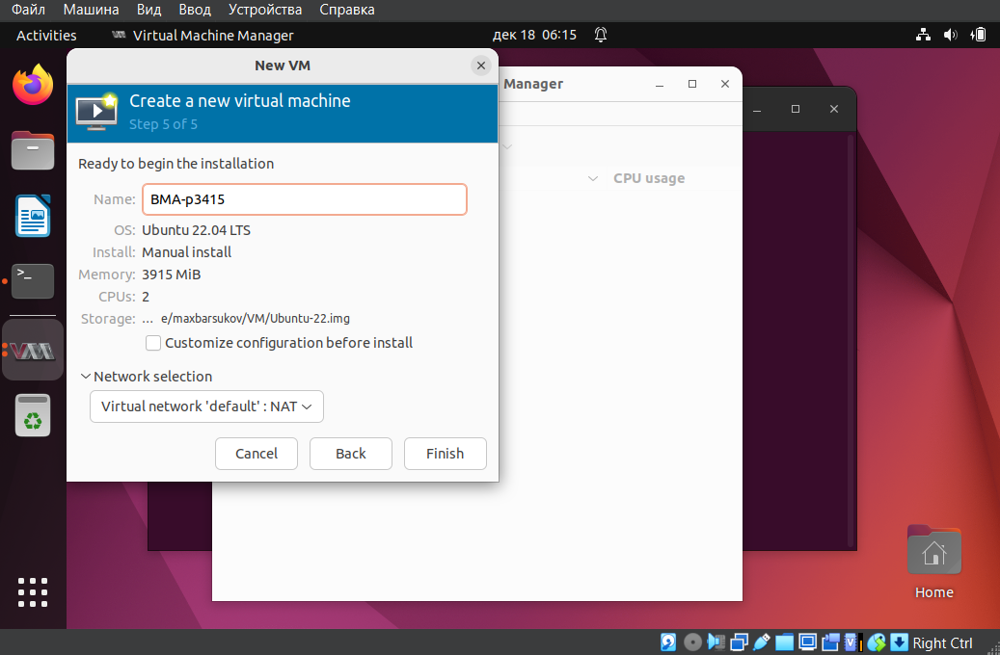 Файл Машина Вид Ввод Устройства Справка
Activities Virtual Machine Manager дек 18 06:15
New VM
Manager
Create a new virtual machine
Step 5 of 5
Ready to begin the installation
CPU usage
Name: BMA-p3415
OS: Ubuntu 22.04 LTS
Install: Manual install
Memory: 3915 MiB
CPUs: 2
Storage: ... e/maxbarsukov/VM/Ubuntu-22.img
Customize configuration before install
Network selection
Virtual network 'default' : NAT
Cancel Back Finish
Home
Right Ctrl